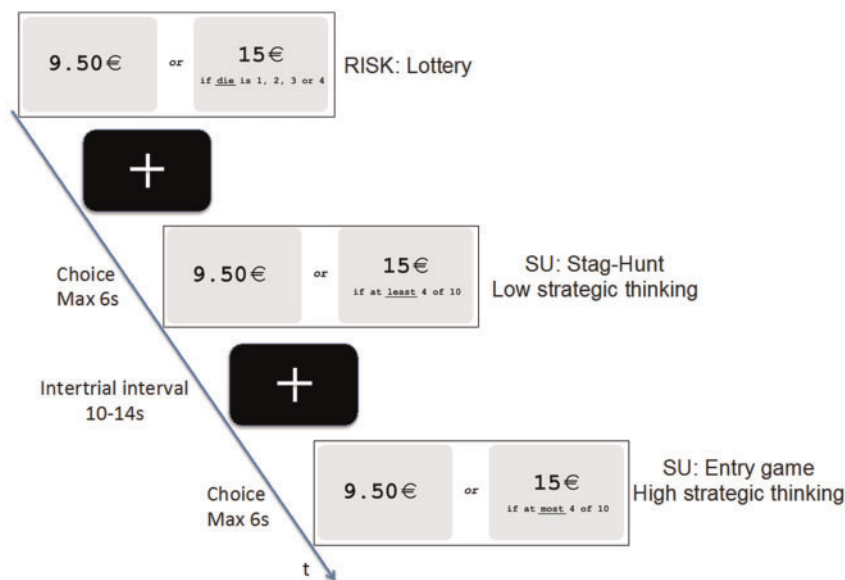 9.50€ or 15€
if die is 1, 2, 3 or 4
RISK: Lottery
Choice
Max 6s
9.50€ or 15€
if at least 4 of 10
SU: Stag-Hunt
Low strategic thinking
Intertrial interval
10-14s
Choice
Max 6s
9.50€ or 15€
if at most 4 of 10
SU: Entry game
High strategic thinking
t